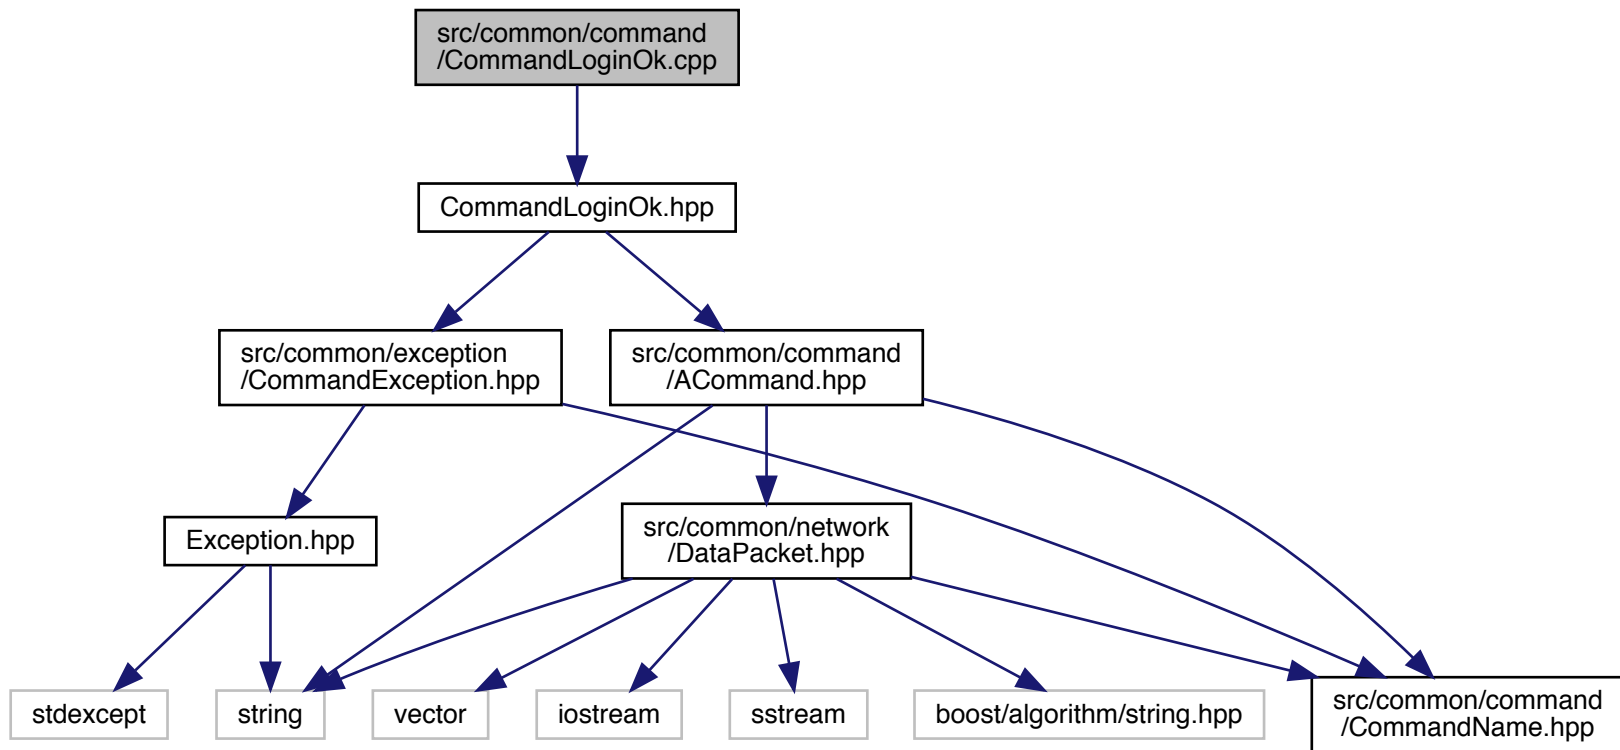 src/common/command
/CommandLoginOk.cpp
CommandLoginOk.hpp
src/common/exception
/CommandException.hpp
src/common/command
/ACommand.hpp
Exception.hpp
src/common/network
/DataPacket.hpp
stdexcept
string
vector
iostream
sstream
boost/algorithm/string.hpp
src/common/command
/CommandName.hpp